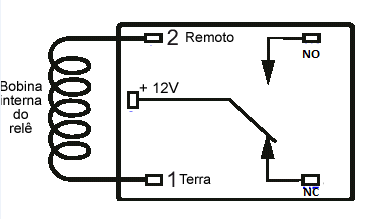 2 Remoto
NO
Bobina
interna
do
relê
+ 12V
1 Terra
NC